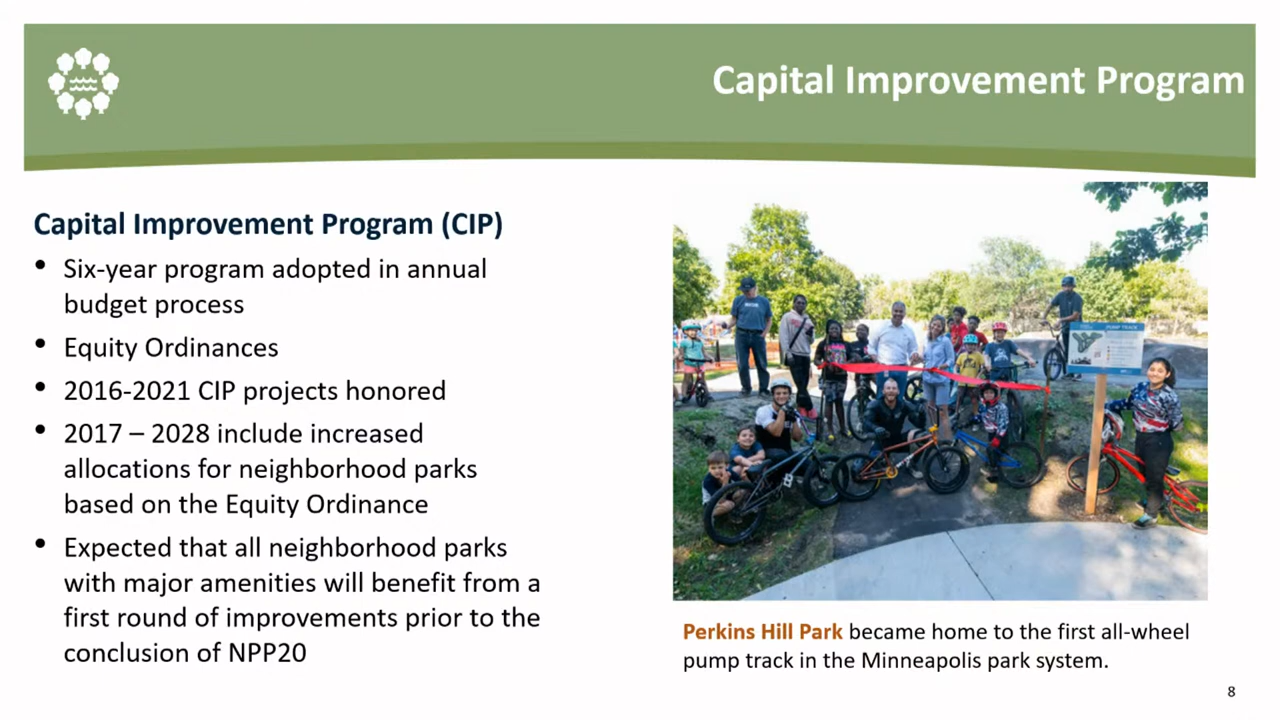 Capital Improvement Program
Capital Improvement Program (CIP)
• Six-year program adopted in annual
budget process
• Equity Ordinances
• 2016-2021 CIP projects honored
• 2017 – 2028 include increased
allocations for neighborhood parks
based on the Equity Ordinance
• Expected that all neighborhood parks
with major amenities will benefit from a
first round of improvements prior to the
conclusion of NPP20
PUMP TRACK
Perkins Hill Park became home to the first all-wheel
pump track in the Minneapolis park system.
8